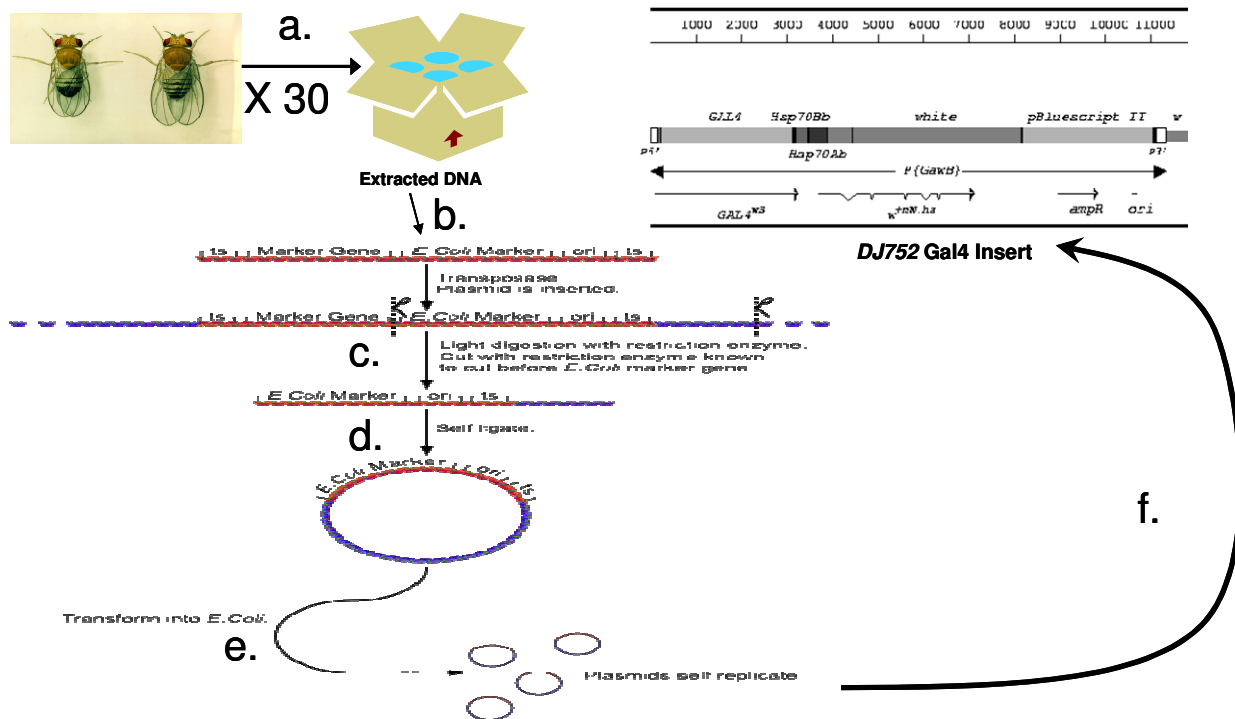 a.
X 30
Extracted DNA
b.
ts Marker Gene E Coli Marker ori ts
Transposase
Plasmid is inserted.
ts Marker Gene E.Coli Marker ori ts
c.
Light digestion with restriction enzyme.
Cut with restriction enzyme known
to cut before E.Coli marker gene
E Coli Marker ori ts
d.
Self ligate.
E.Coli Marker ori ts
Transform into E.Coli.
e.
Plasmids self replicate
1000 2000 3000 4000 5000 6000 7000 8000 9000 10000 11000
GAL4 Hsp70Bb white pBluescript II w
P5' Hsp70Ab P3'
P{GawB}
GAL4 w+mW.hs ampR ori
DJ752 Gal4 Insert
f.